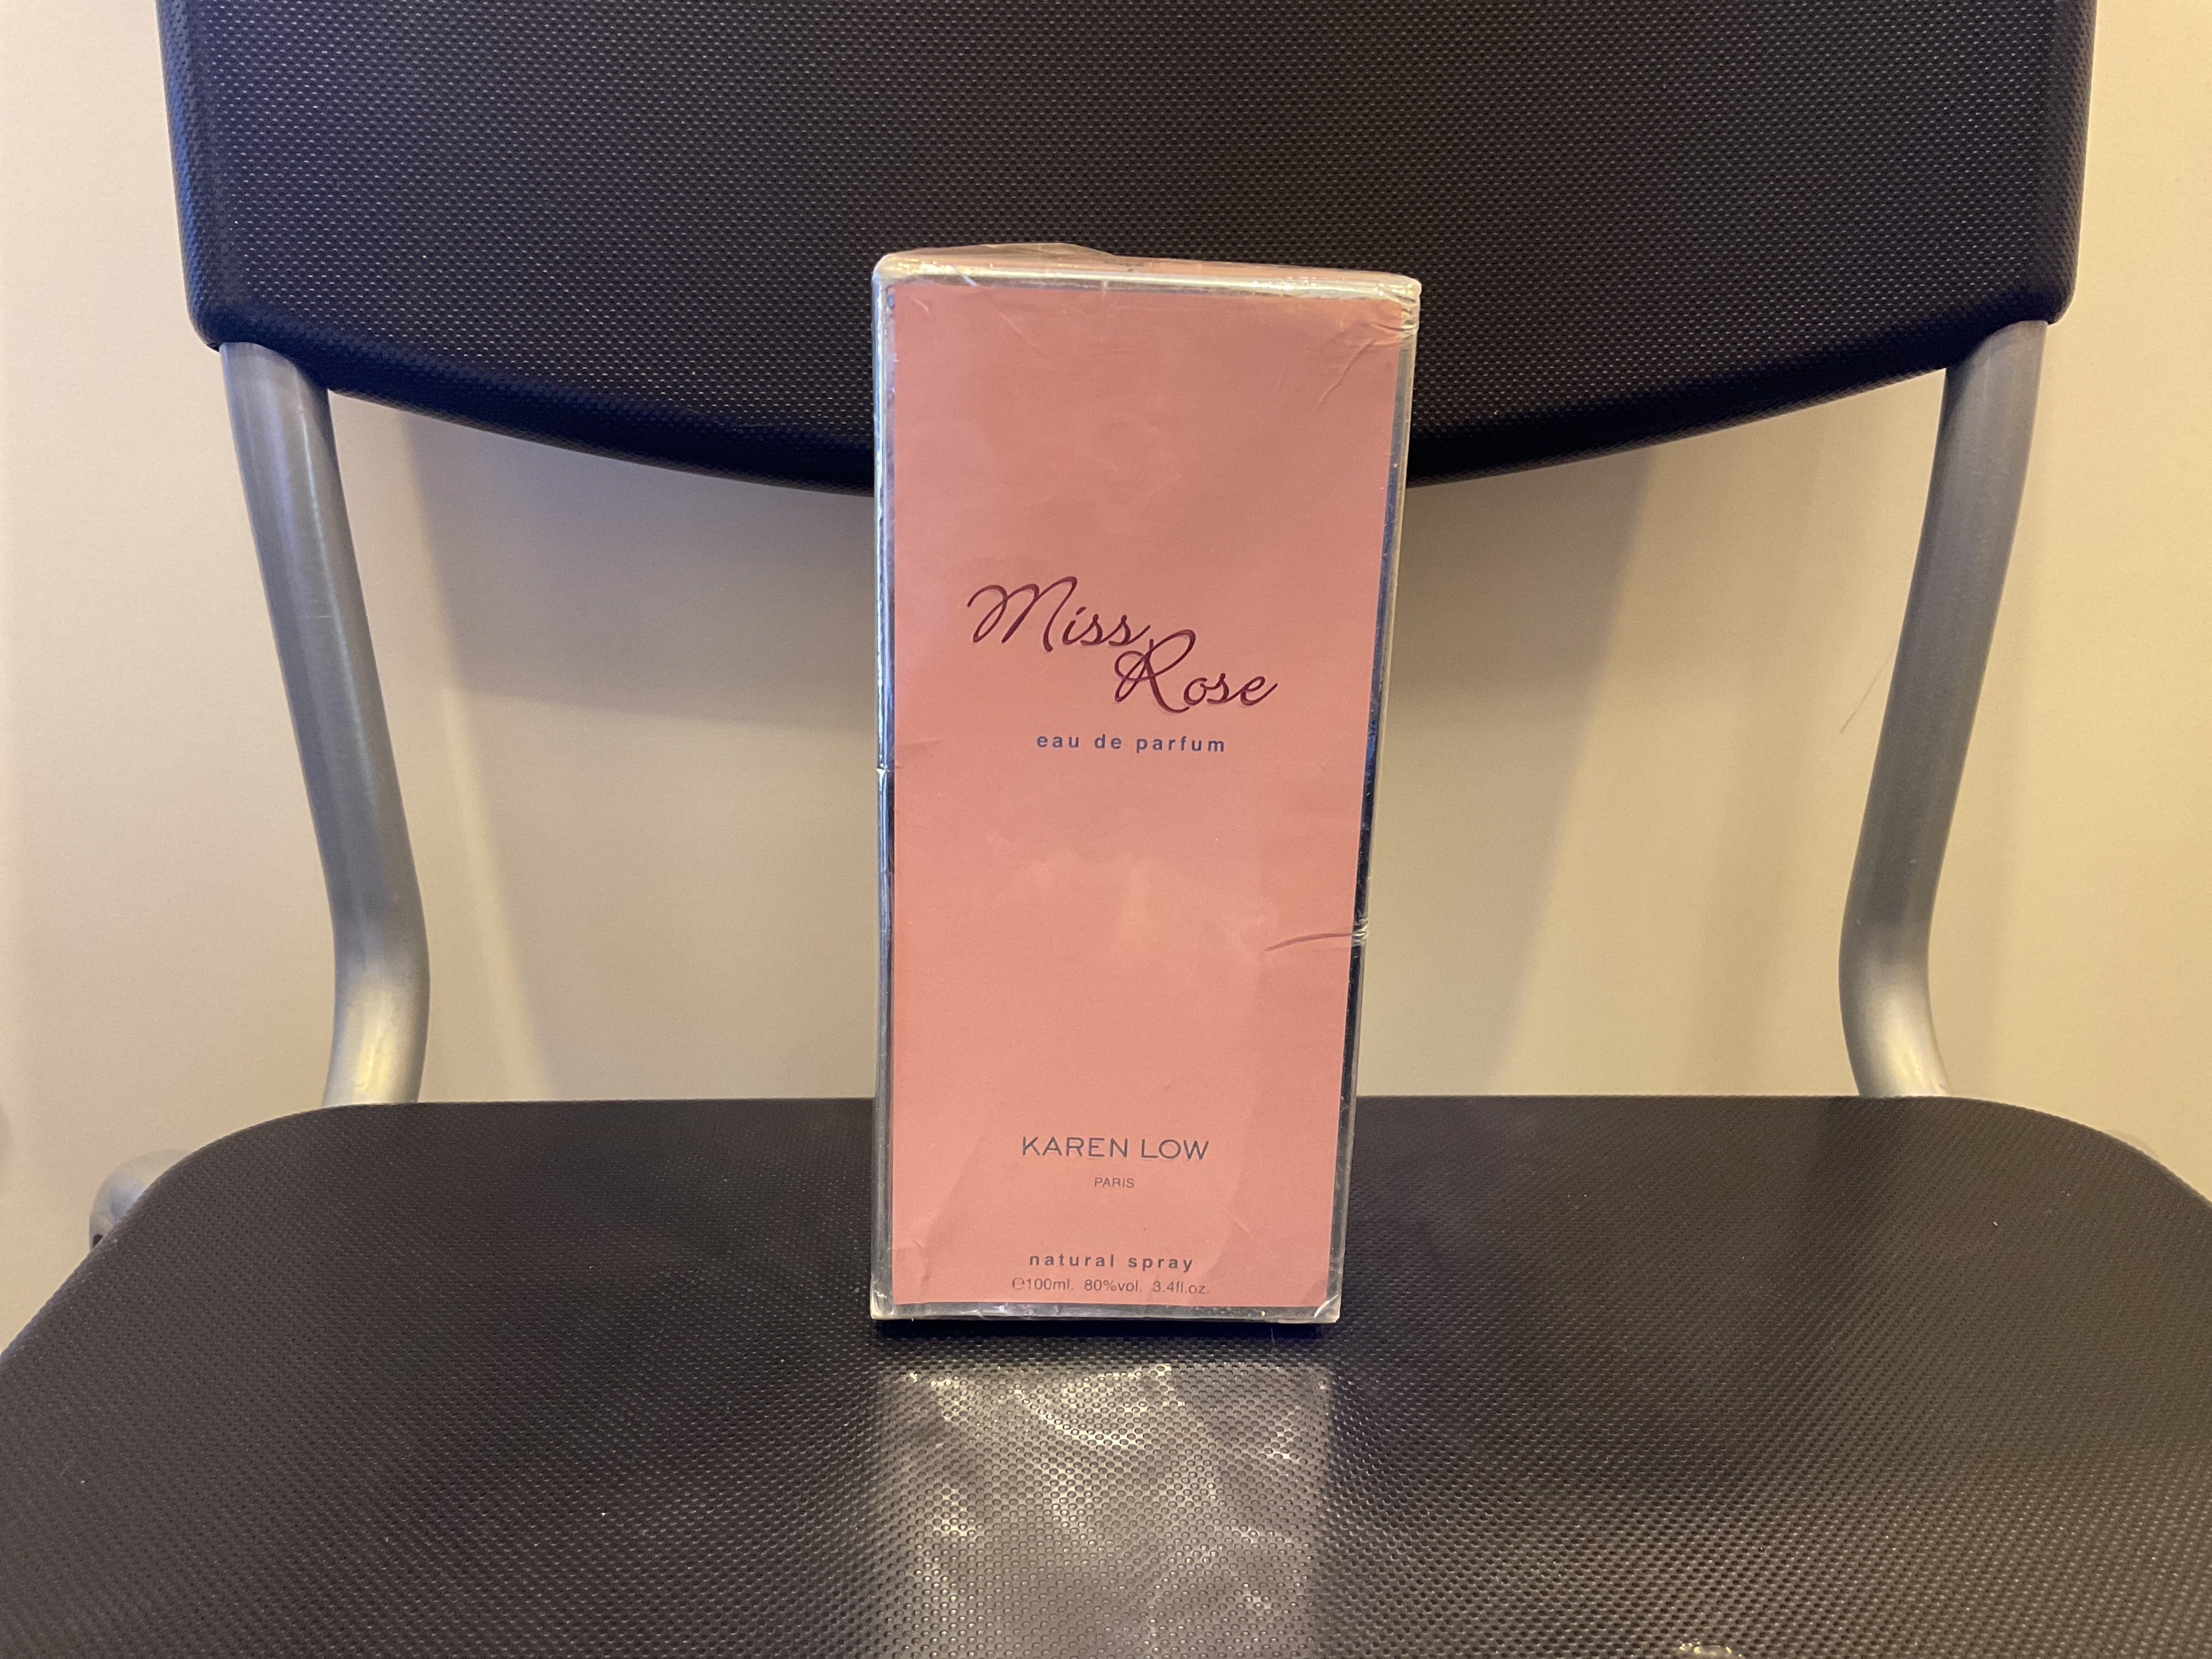 Miss
Rose
eau de parfum
KAREN LOW
PARIS
natural spray
℮100ml. 80%vol. 3.4fl.oz.